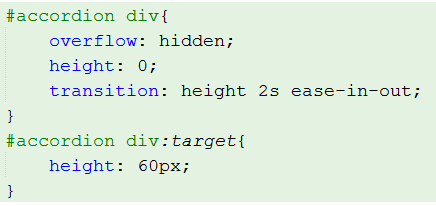 #accordion div{
    overflow: hidden;
    height: 0;
    transition: height 2s ease-in-out;
}
#accordion div:target{
    height: 60px;
}